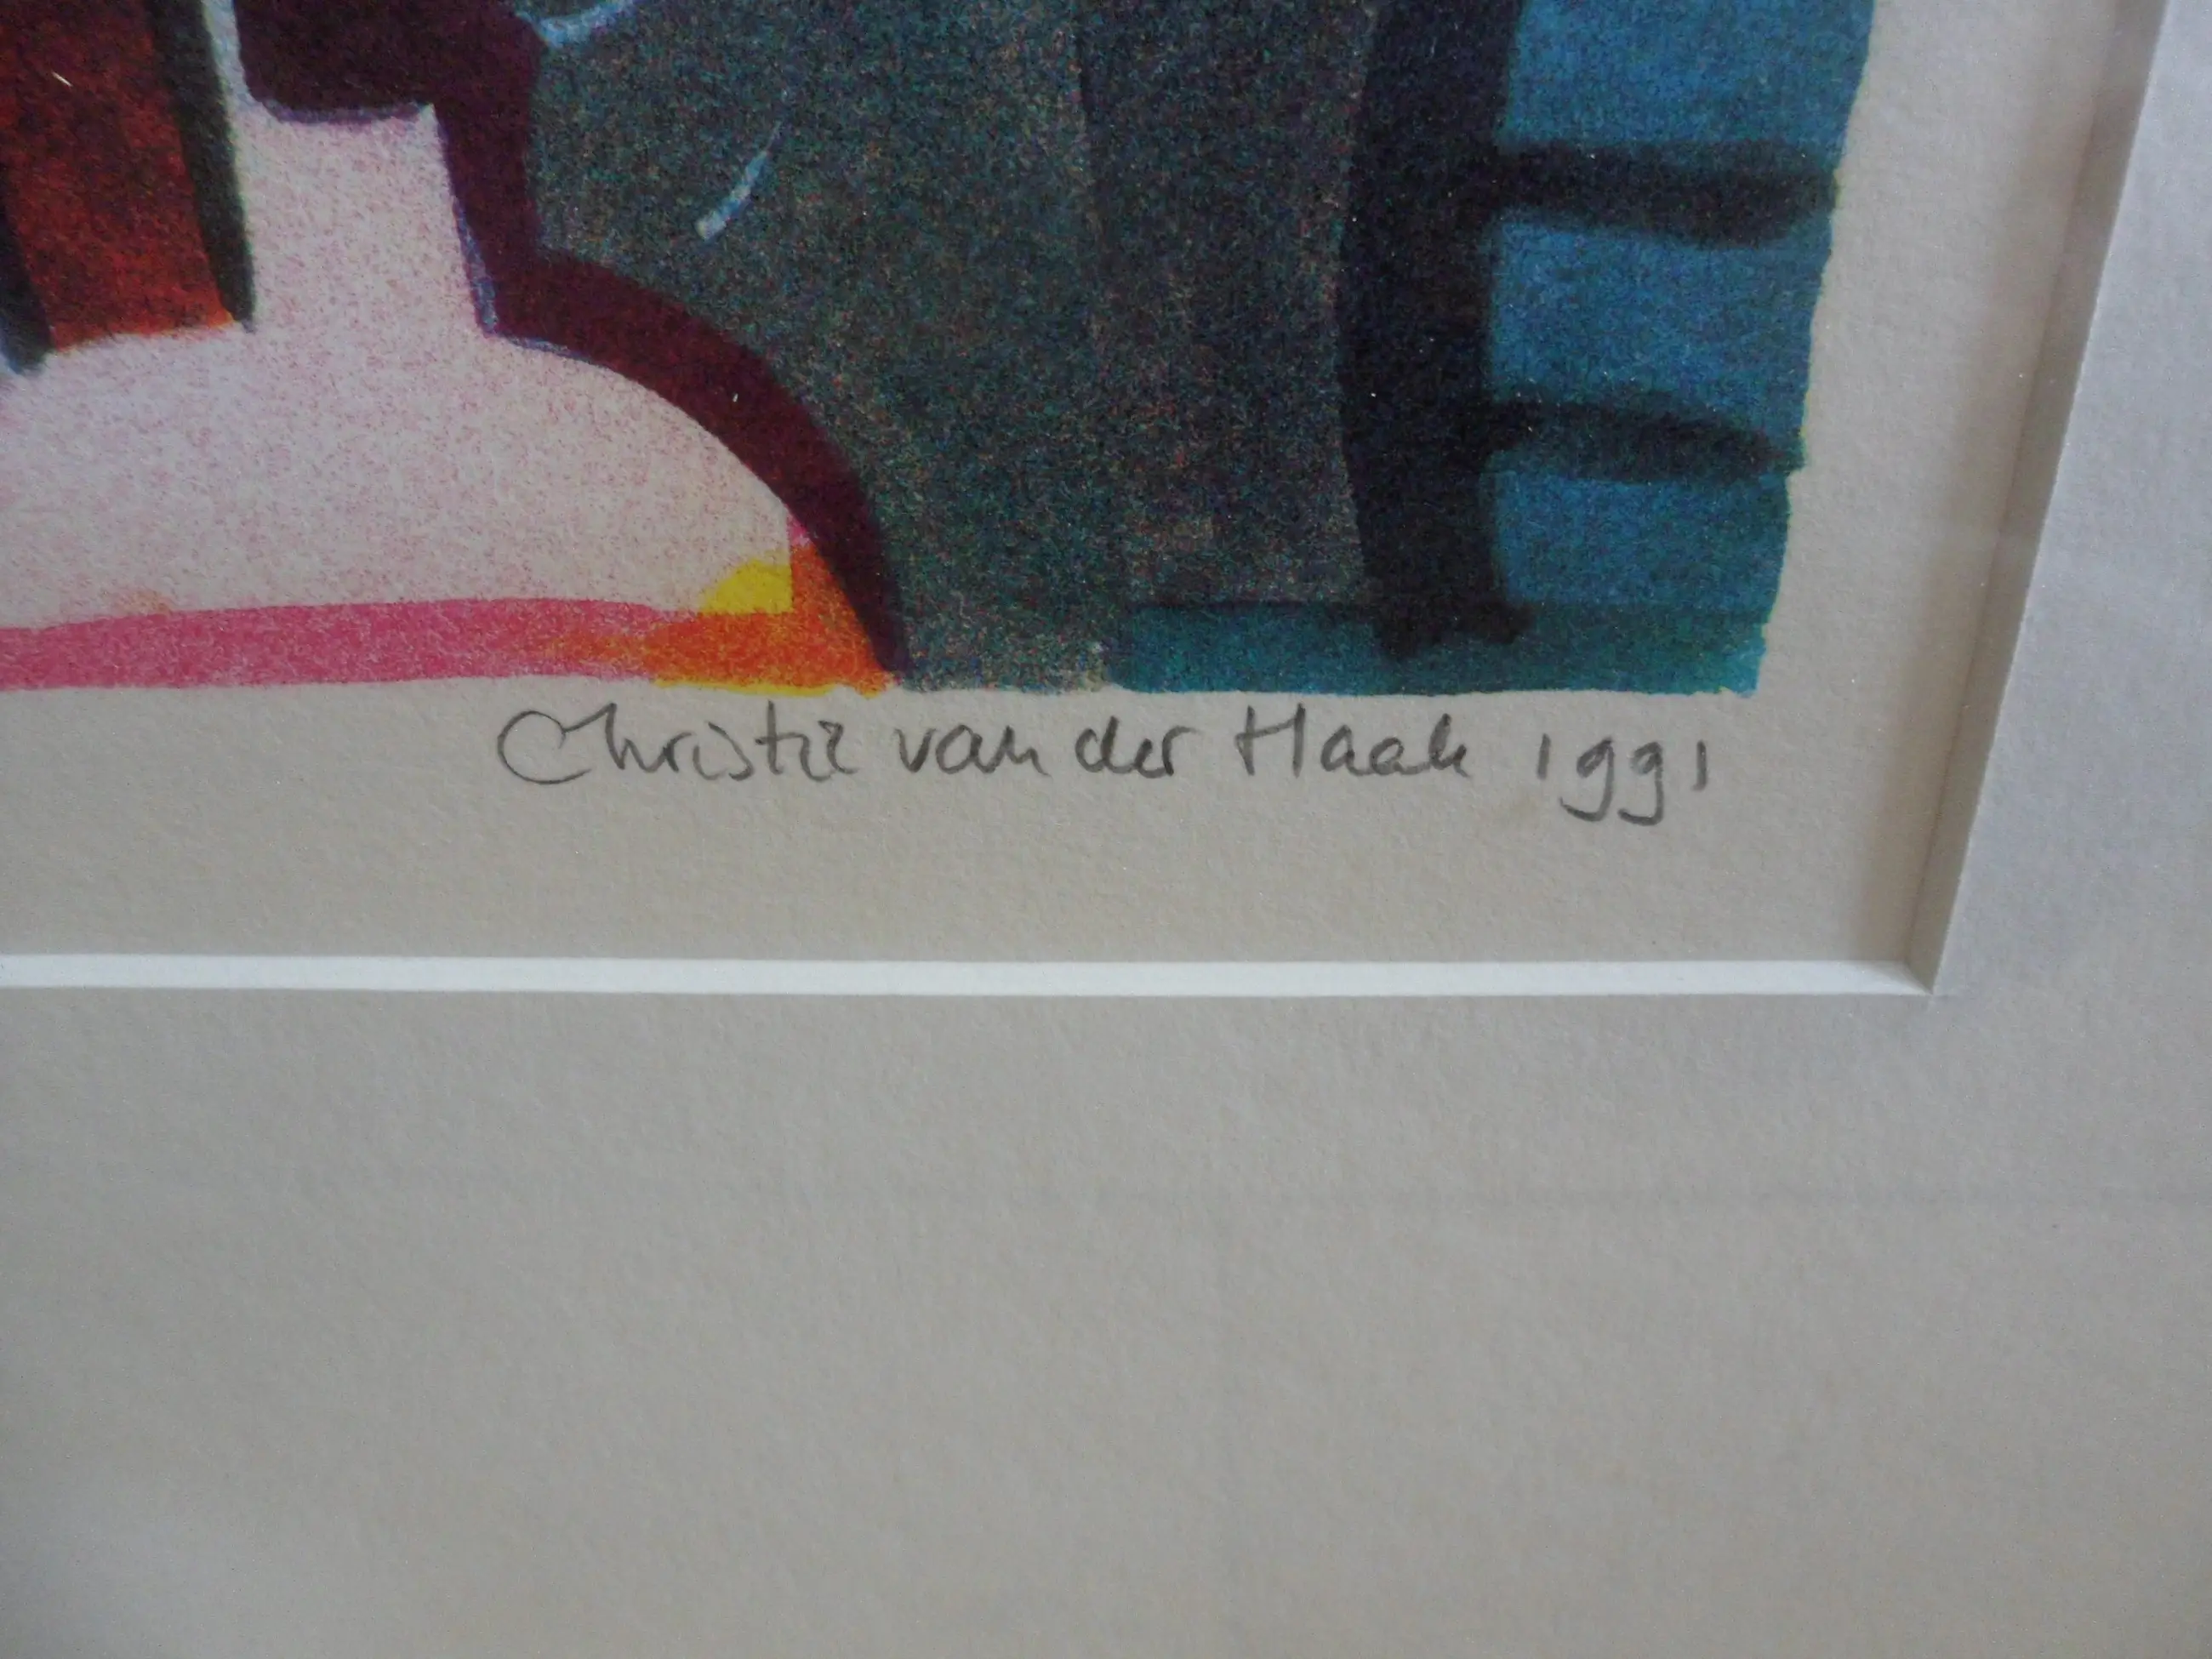 Christie van der Haak 1991